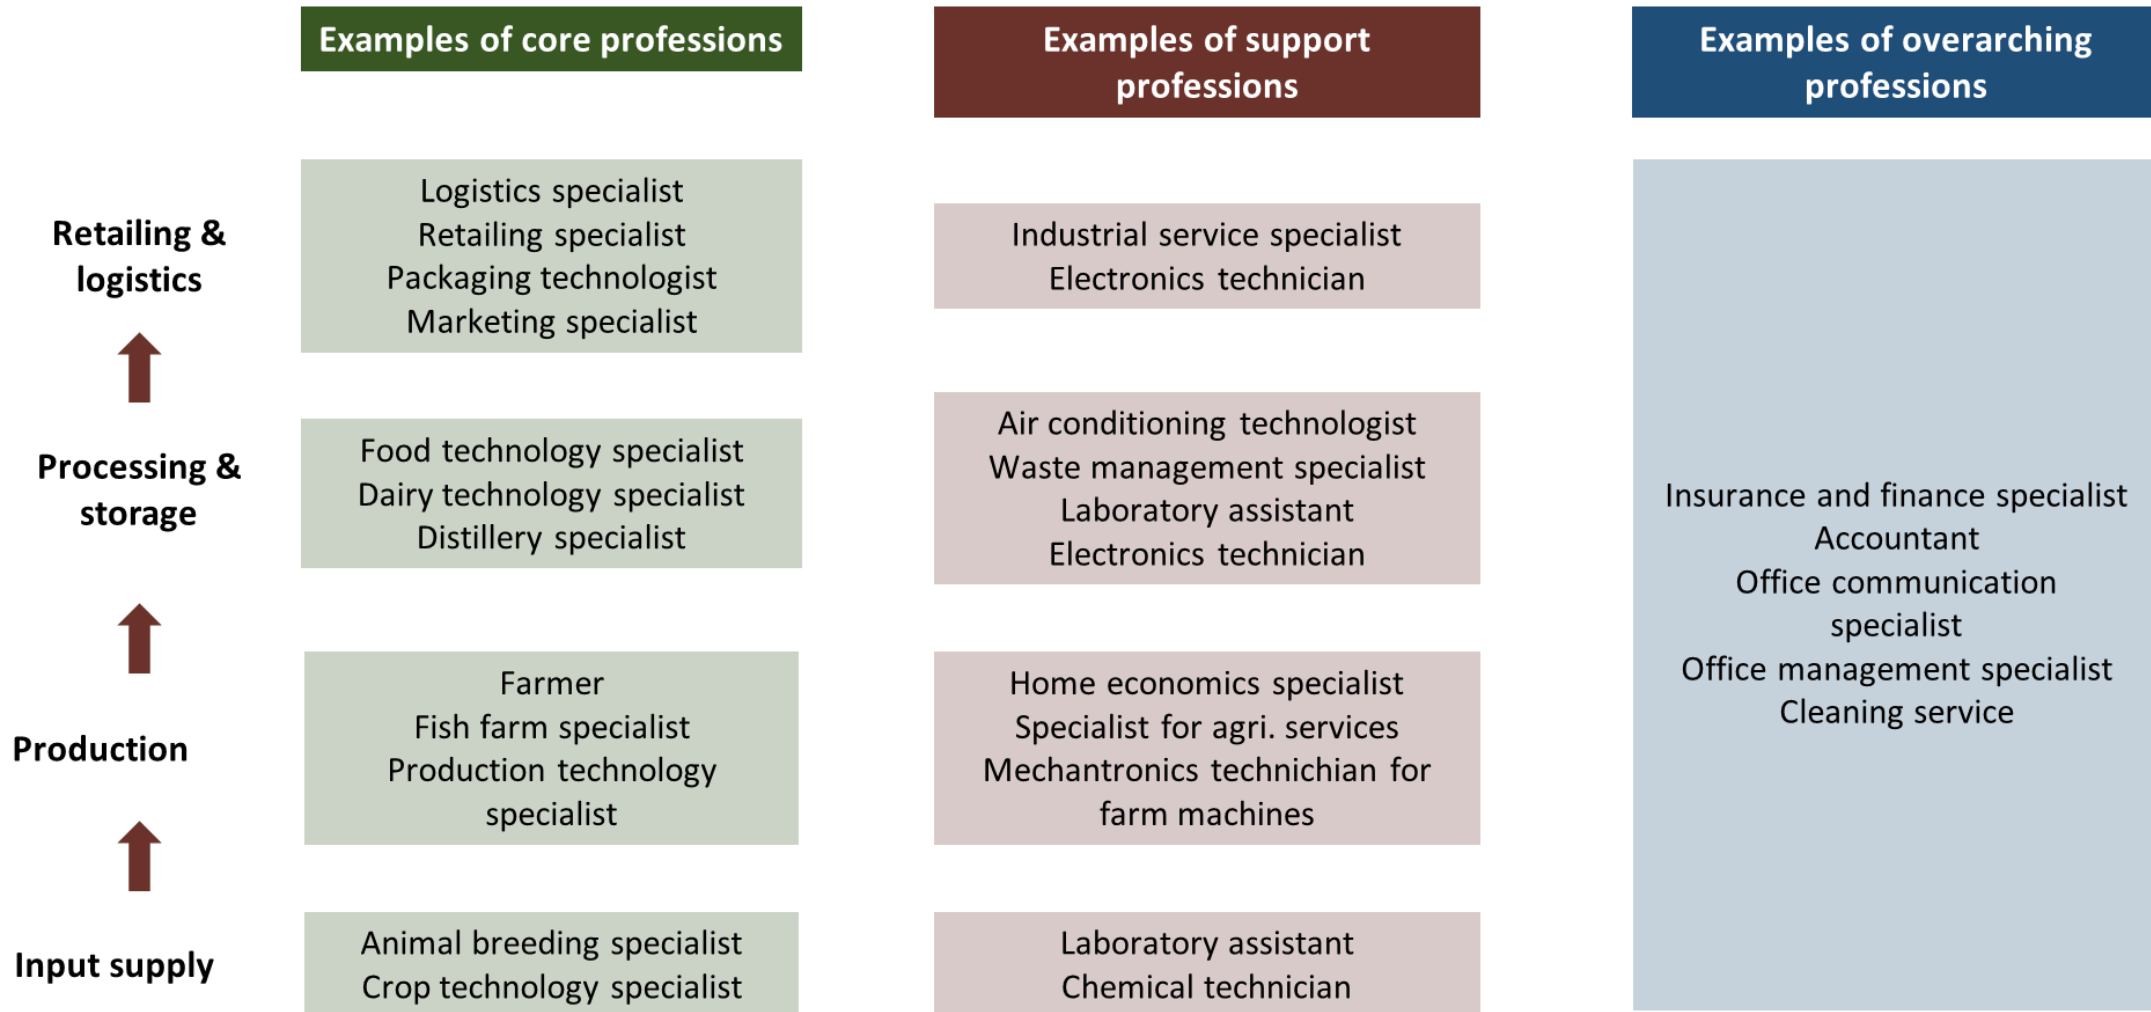 Examples of core professions
Examples of support
professions
Examples of overarching
professions
Retailing &
logistics
Logistics specialist
Retailing specialist
Packaging technologist
Marketing specialist
Industrial service specialist
Electronics technician
Processing &
storage
Food technology specialist
Dairy technology specialist
Distillery specialist
Air conditioning technologist
Waste management specialist
Laboratory assistant
Electronics technician
Production
Farmer
Fish farm specialist
Production technology
specialist
Home economics specialist
Specialist for agri. services
Mechantronics technichian for
farm machines
Input supply
Animal breeding specialist
Crop technology specialist
Laboratory assistant
Chemical technician
Insurance and finance specialist
Accountant
Office communication
specialist
Office management specialist
Cleaning service